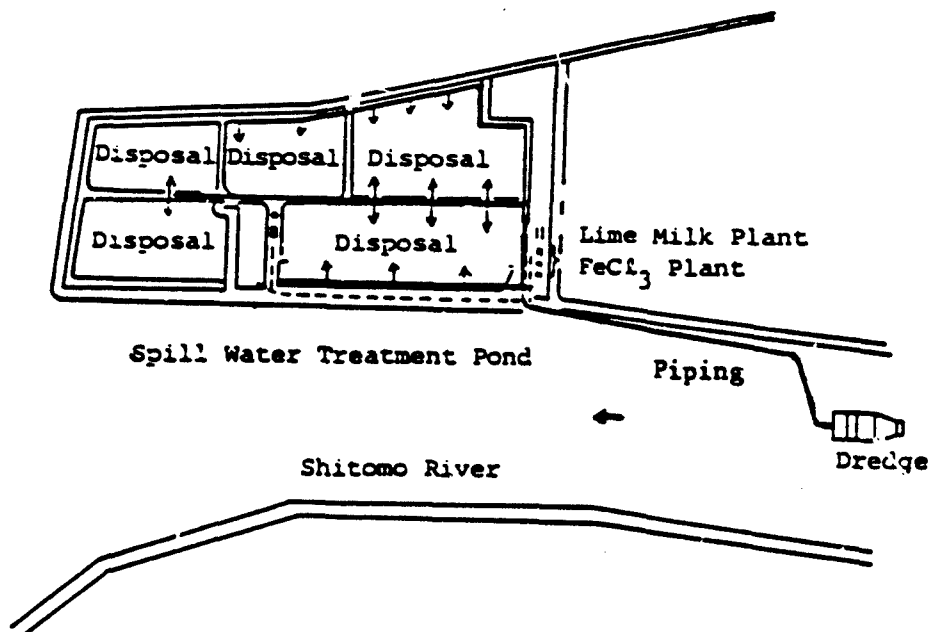 Disposal Disposal Disposal
Disposal Disposal
Lime Milk Plant
FeCl₃ Plant
Spill Water Treatment Pond
Piping
Dredge
Shitomo River